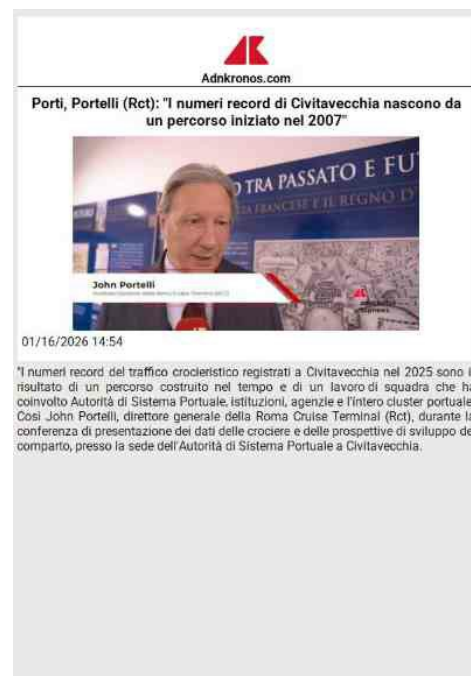 Adnkronos.com
Porti, Portelli (Rct): "I numeri record di Civitavecchia nascono da
un percorso iniziato nel 2007"
O TRA PASSATO E FU
FRANCESE E IL REGNO D'
John Portelli
01/16/2026 14:54
"I numeri record del traffico crocieristico registrati a Civitavecchia nel 2025 sono i
risultato di un percorso costruito nel tempo e di un lavoro di squadra che ha
coinvolto Autorità di Sistema Portuale, istituzioni, agenzie e l'intero cluster portuale
Così John Portelli, direttore generale della Roma Cruise Terminal (Rct), durante la
conferenza di presentazione dei dati delle crociere e delle prospettive di sviluppo de
comparto, presso la sede dell'Autorità di Sistema Portuale a Civitavecchia.